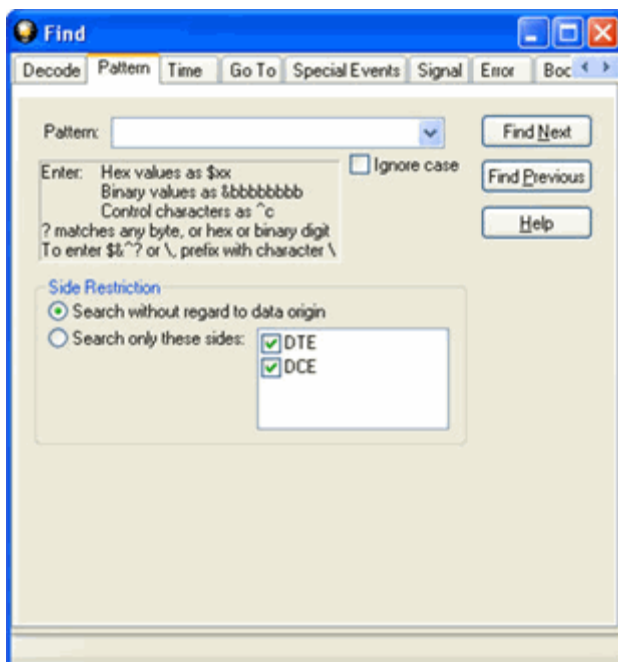 Find
Decode Pattern Time Go To Special Events Signal Error Boc
Pattern:
Find Next
Ignore case
Find Previous
Help
Enter: Hex values as $xx
Binary values as &bbbbbbbb
Control characters as ^c
? matches any byte, or hex or binary digit
To enter $&^? or \, prefix with character \
Side Restriction
Search without regard to data origin
Search only these sides:
DTE
DCE